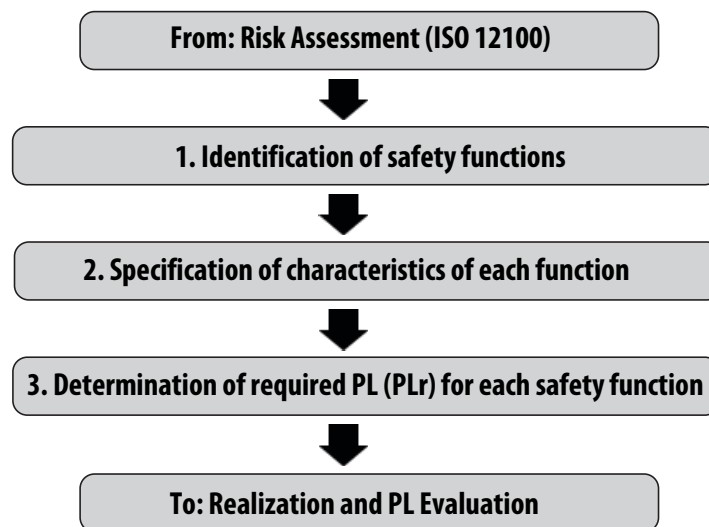 From: Risk Assessment (ISO 12100)
1. Identification of safety functions
2. Specification of characteristics of each function
3. Determination of required PL (PLr) for each safety function
To: Realization and PL Evaluation